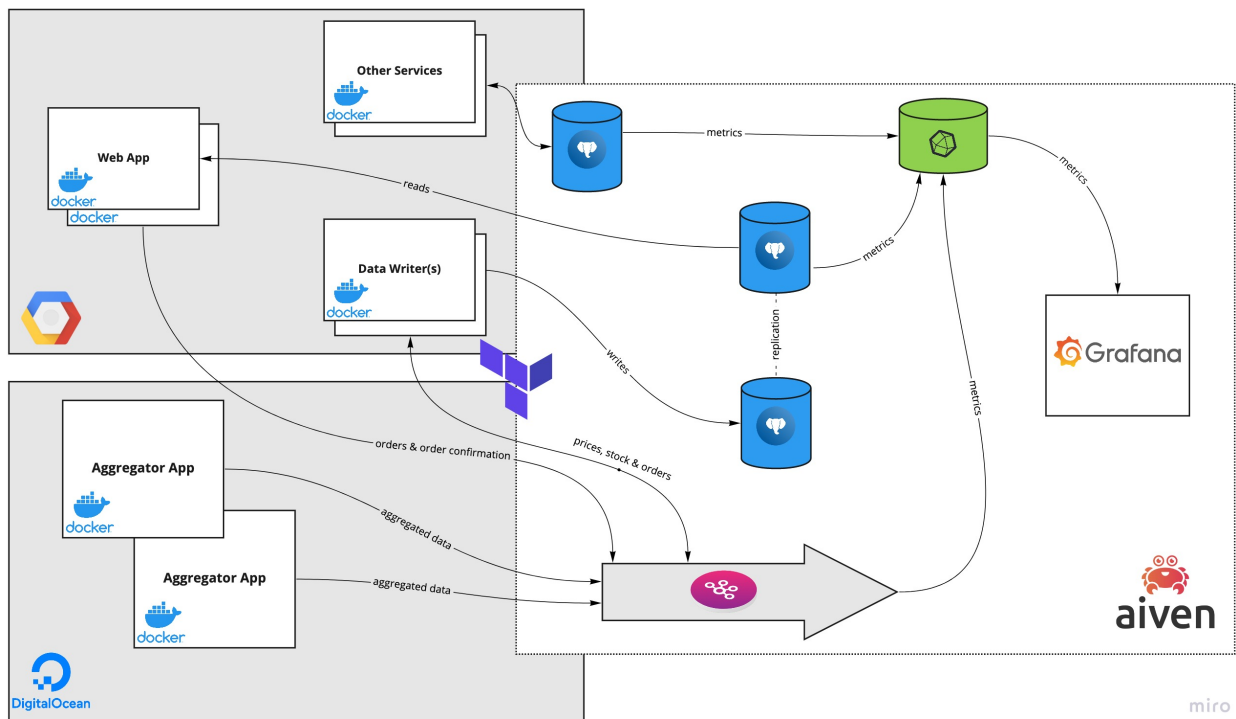 Other Services
docker
Web App
docker
docker
metrics
metrics
reads
metrics
Data Writer(s)
docker
replication
writes
Grafana
metrics
orders & order confirmation
prices, stock & orders
Aggregator App
docker
aggregated data
Aggregator App
docker
aggregated data
aiven
DigitalOcean
miro